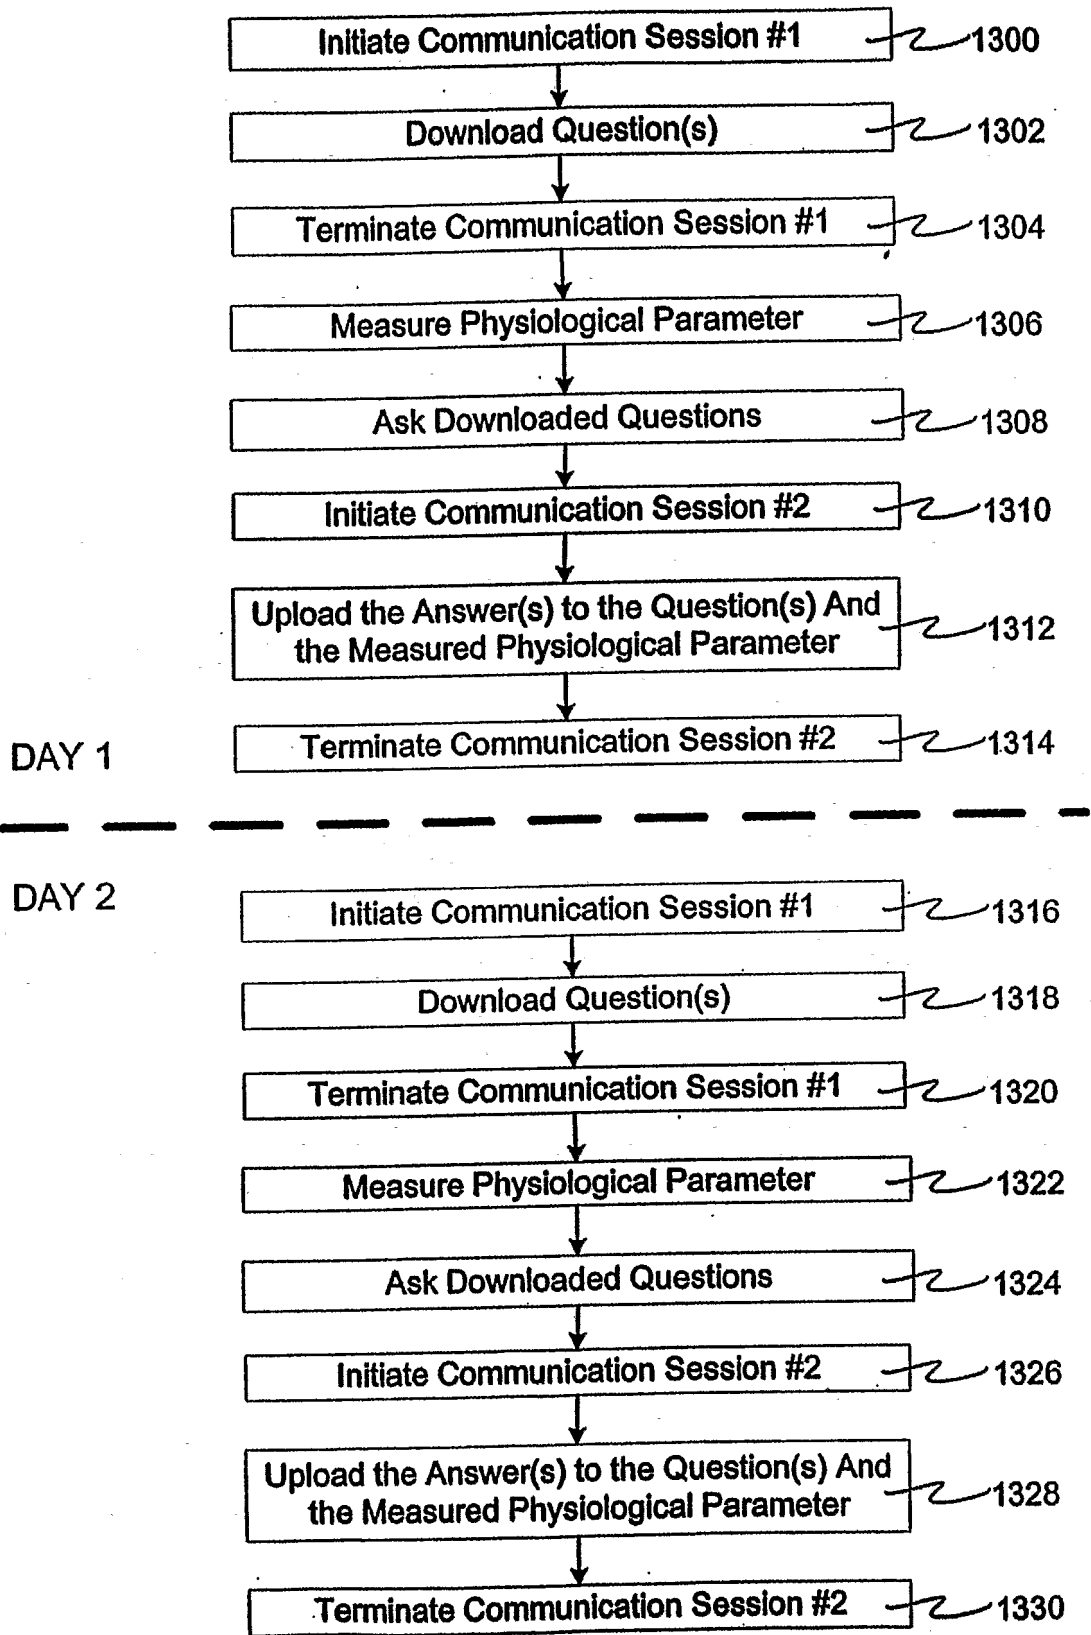 Initiate Communication Session #1 1300
Download Question(s) 1302
Terminate Communication Session #1 1304
Measure Physiological Parameter 1306
Ask Downloaded Questions 1308
Initiate Communication Session #2 1310
Upload the Answer(s) to the Question(s) And
the Measured Physiological Parameter 1312
Terminate Communication Session #2 1314
DAY 1
DAY 2
Initiate Communication Session #1 1316
Download Question(s) 1318
Terminate Communication Session #1 1320
Measure Physiological Parameter 1322
Ask Downloaded Questions 1324
Initiate Communication Session #2 1326
Upload the Answer(s) to the Question(s) And
the Measured Physiological Parameter 1328
Terminate Communication Session #2 1330